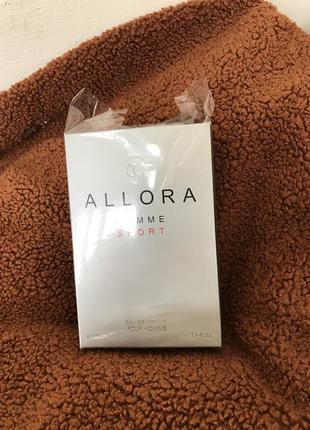 ALLORA
HOMME
SPORT
Eau De Parfum
POUR HOMME